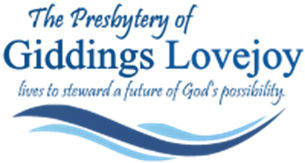 The Presbytery of
Giddings Lovejoy
lives to steward a future of God's possibility.